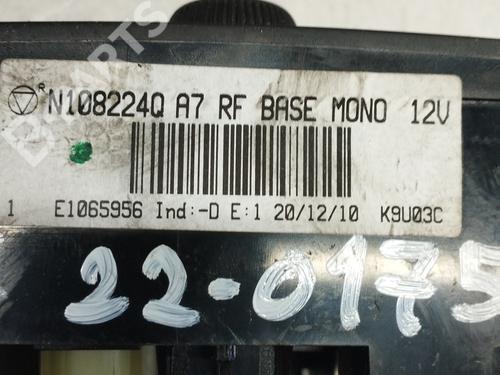 N108224Q A7 RF BASE MONO 12V
1 E1065956 Ind:-D E:1 20/12/10 K9U03C
22-0175